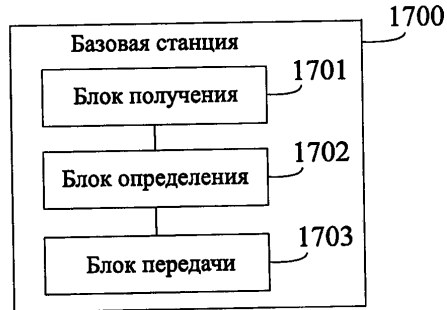 1700
Базовая станция
1701
Блок получения
1702
Блок определения
1703
Блок передачи